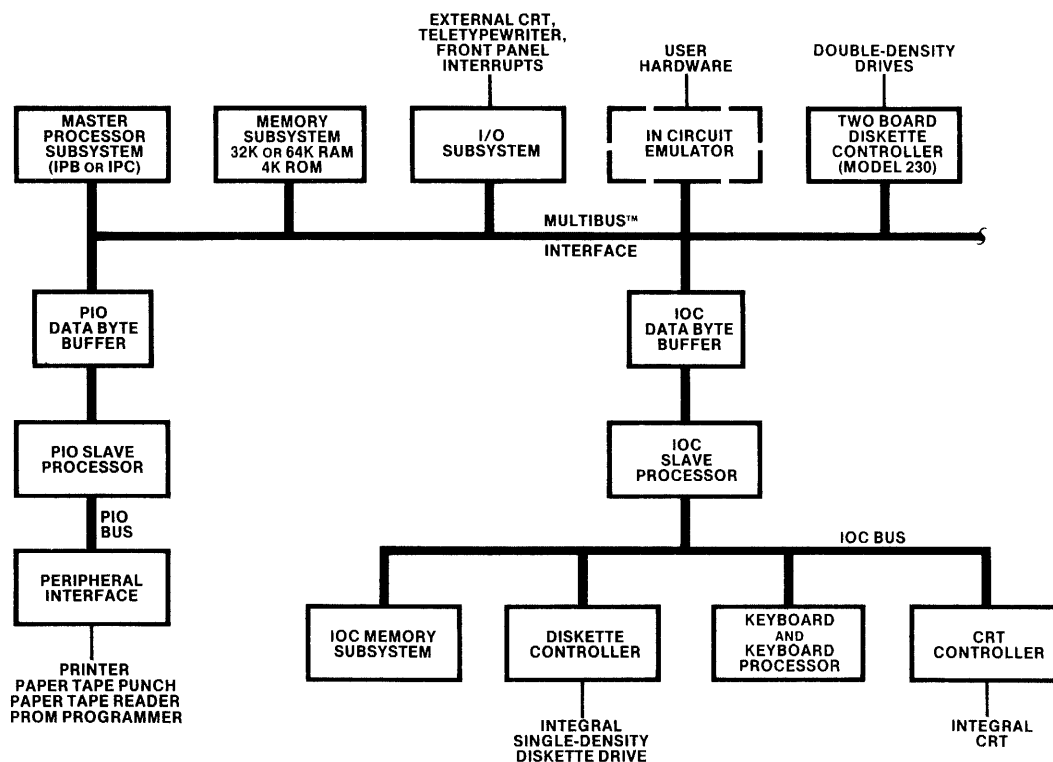 EXTERNAL CRT,
TELETYPEWRITER,
FRONT PANEL
INTERRUPTS
USER
HARDWARE
DOUBLE-DENSITY
DRIVES
MASTER
PROCESSOR
SUBSYSTEM
(IPB OR IPC)
MEMORY
SUBSYSTEM
32K OR 64K RAM
4K ROM
I/O
SUBSYSTEM
IN CIRCUIT
EMULATOR
TWO BOARD
DISKETTE
CONTROLLER
(MODEL 230)
MULTIBUS™
INTERFACE
PIO
DATA BYTE
BUFFER
IOC
DATA BYTE
BUFFER
PIO SLAVE
PROCESSOR
IOC
SLAVE
PROCESSOR
PIO
BUS
IOC BUS
PERIPHERAL
INTERFACE
IOC MEMORY
SUBSYSTEM
DISKETTE
CONTROLLER
KEYBOARD
AND
KEYBOARD
PROCESSOR
CRT
CONTROLLER
PRINTER
PAPER TAPE PUNCH
PAPER TAPE READER
PROM PROGRAMMER
INTEGRAL
SINGLE-DENSITY
DISKETTE DRIVE
INTEGRAL
CRT